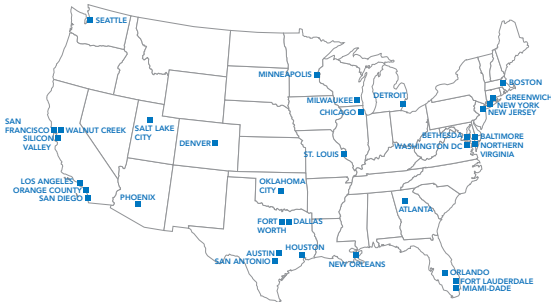 SEATTLE
MINNEAPOLIS
BOSTON
MILWAUKEE
DETROIT
GREENWICH
NEW YORK
NEW JERSEY
CHICAGO
SAN
FRANCISCO
WALNUT CREEK
SILICON
VALLEY
SALT LAKE
CITY
DENVER
ST. LOUIS
BETHESDA
BALTIMORE
WASHINGTON DC
NORTHERN
VIRGINIA
LOS ANGELES
ORANGE COUNTY
SAN DIEGO
PHOENIX
OKLAHOMA
CITY
ATLANTA
FORT
WORTH
DALLAS
AUSTIN
SAN ANTONIO
HOUSTON
NEW ORLEANS
ORLANDO
FORT LAUDERDALE
MIAMI-DADE